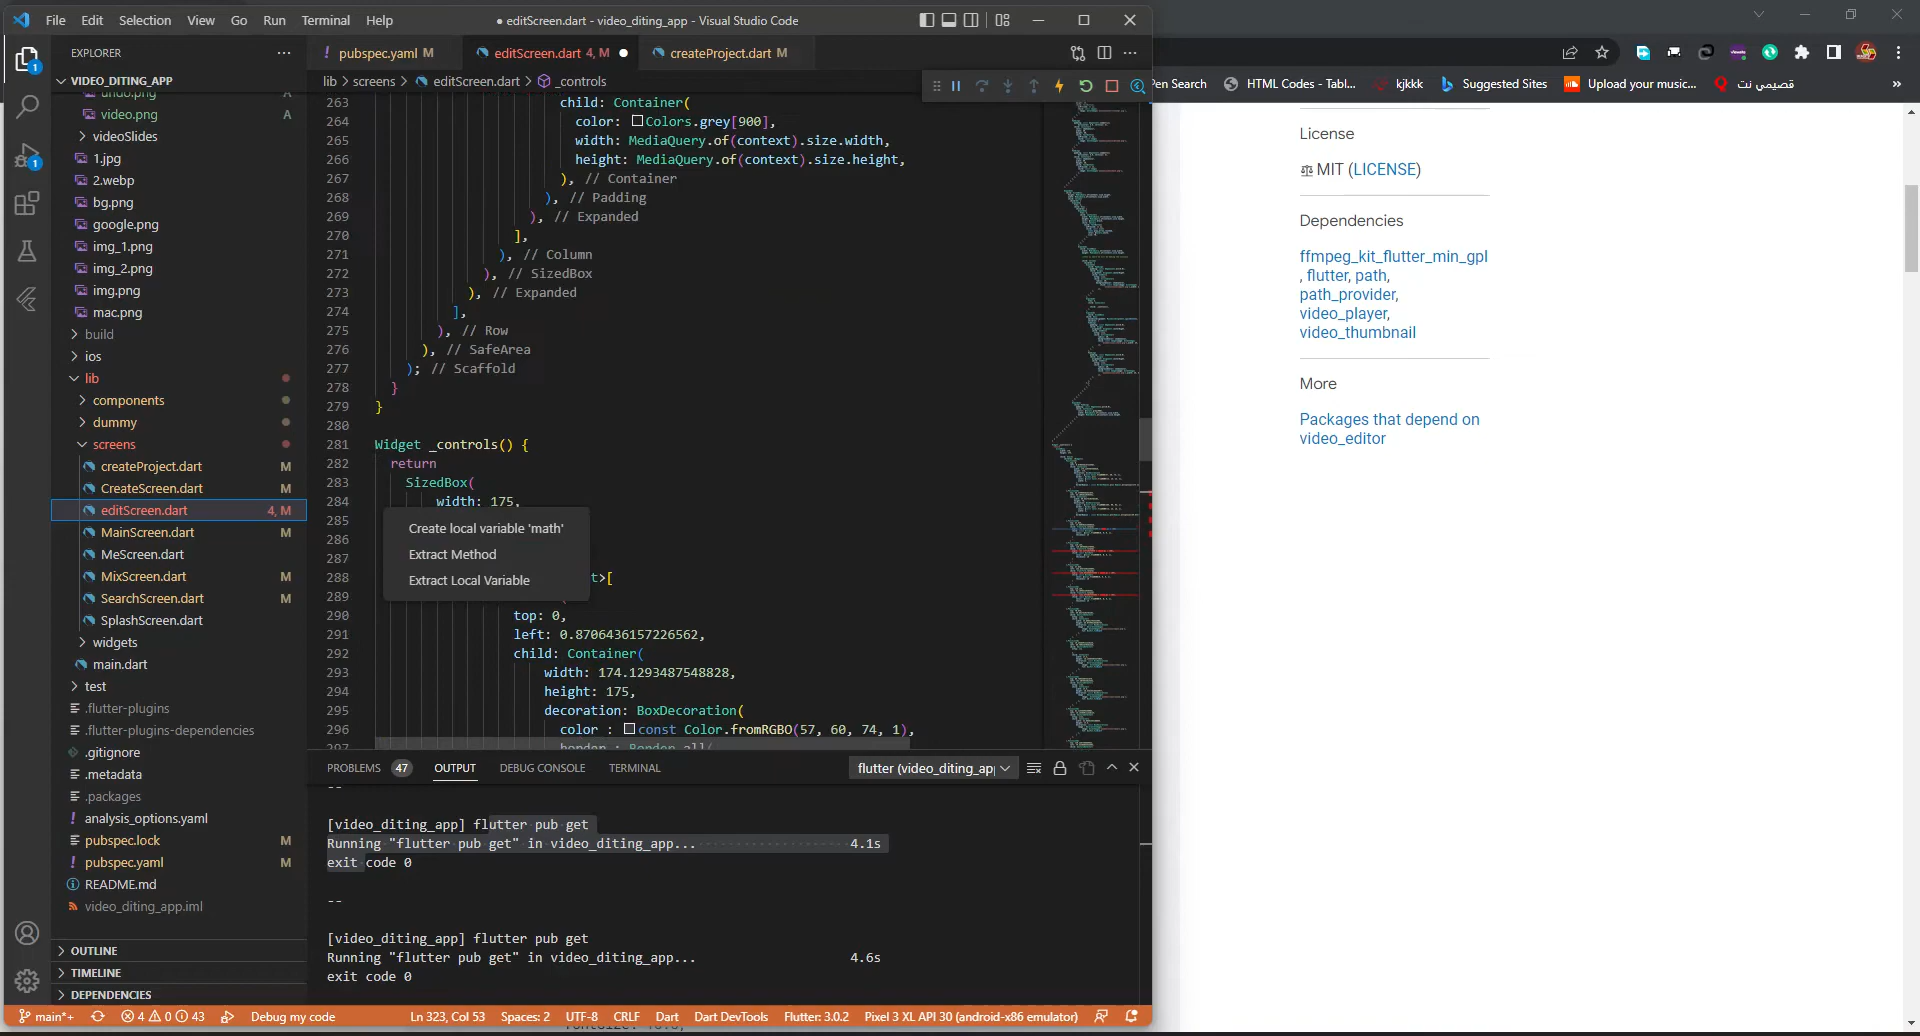 File Edit Selection View Go Run Terminal Help
● editScreen.dart - video_diting_app - Visual Studio Code
EXPLORER
VIDEO_DITING_APP
undo.png A
video.png A
videoSlides
1.jpg
2.webp
bg.png
google.png
img_1.png
img_2.png
img.png
mac.png
build
ios
lib
components
dummy
screens
createProject.dart M
CreateScreen.dart M
editScreen.dart 4, M
MainScreen.dart M
MeScreen.dart
MixScreen.dart M
SearchScreen.dart M
SplashScreen.dart
widgets
main.dart
test
.flutter-plugins
.flutter-plugins-dependencies
.gitignore
.metadata
.packages
analysis_options.yaml
pubspec.lock M
pubspec.yaml M
README.md
video_diting_app.iml
OUTLINE
TIMELINE
DEPENDENCIES
pubspec.yaml M editScreen.dart 4, M createProject.dart M
lib > screens > editScreen.dart > _controls
263 child: Container(
264 color: Colors.grey[900],
265 width: MediaQuery.of(context).size.width,
266 height: MediaQuery.of(context).size.height,
267 ), // Container
268 ), // Padding
269 ), // Expanded
270 ],
271 ), // Column
272 ), // SizedBox
273 ), // Expanded
274 ],
275 ), // Row
276 ), // SafeArea
277 ); // Scaffold
278 }
279 }
280
281 Widget _controls() {
282 return
283 SizedBox(
284 width: 175,
285
286
287
288 t>[
289 (
290 top: 0,
291 left: 0.8706436157226562,
292 child: Container(
293 width: 174.1293487548828,
294 height: 175,
295 decoration: BoxDecoration(
296 color : const Color.fromRGBO(57, 60, 74, 1),
297 border : Border.all(
Create local variable 'math'
Extract Method
Extract Local Variable
PROBLEMS 47 OUTPUT DEBUG CONSOLE TERMINAL
flutter (video_diting_app
--
[video_diting_app] flutter pub get
Running "flutter pub get" in video_diting_app... 4.1s
exit code 0
--
[video_diting_app] flutter pub get
Running "flutter pub get" in video_diting_app... 4.6s
exit code 0
main*+ 4 0 43 Debug my code Ln 323, Col 53 Spaces: 2 UTF-8 CRLF Dart Dart DevTools Flutter: 3.0.2 Pixel 3 XL API 30 (android-x86 emulator)
Pen Search HTML Codes - Tabl... kjkkk Suggested Sites Upload your music... قصيمي نت »
License
MIT (LICENSE)
Dependencies
ffmpeg_kit_flutter_min_gpl
, flutter, path,
path_provider,
video_player,
video_thumbnail
More
Packages that depend on
video_editor